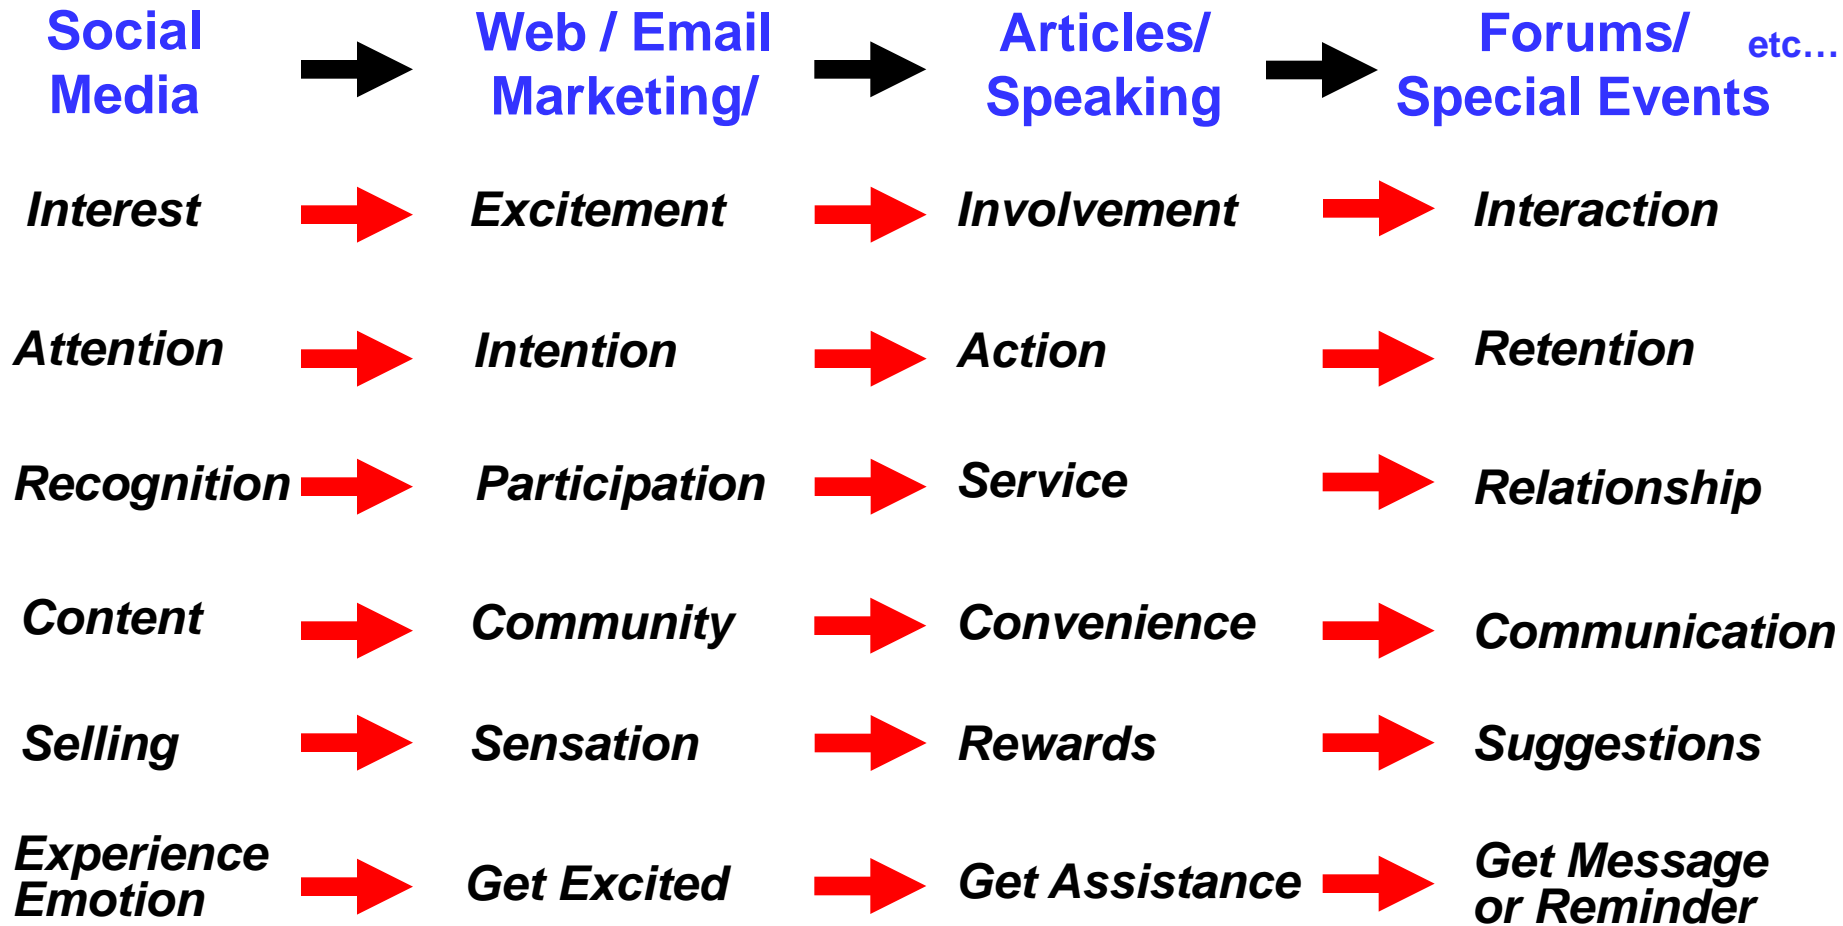 Social
Media
Web / Email
Marketing/
Articles/
Speaking
Forums/
Special Events
etc…
Interest
Excitement
Involvement
Interaction
Attention
Intention
Action
Retention
Recognition
Participation
Service
Relationship
Content
Community
Convenience
Communication
Selling
Sensation
Rewards
Suggestions
Experience
Emotion
Get Excited
Get Assistance
Get Message
or Reminder